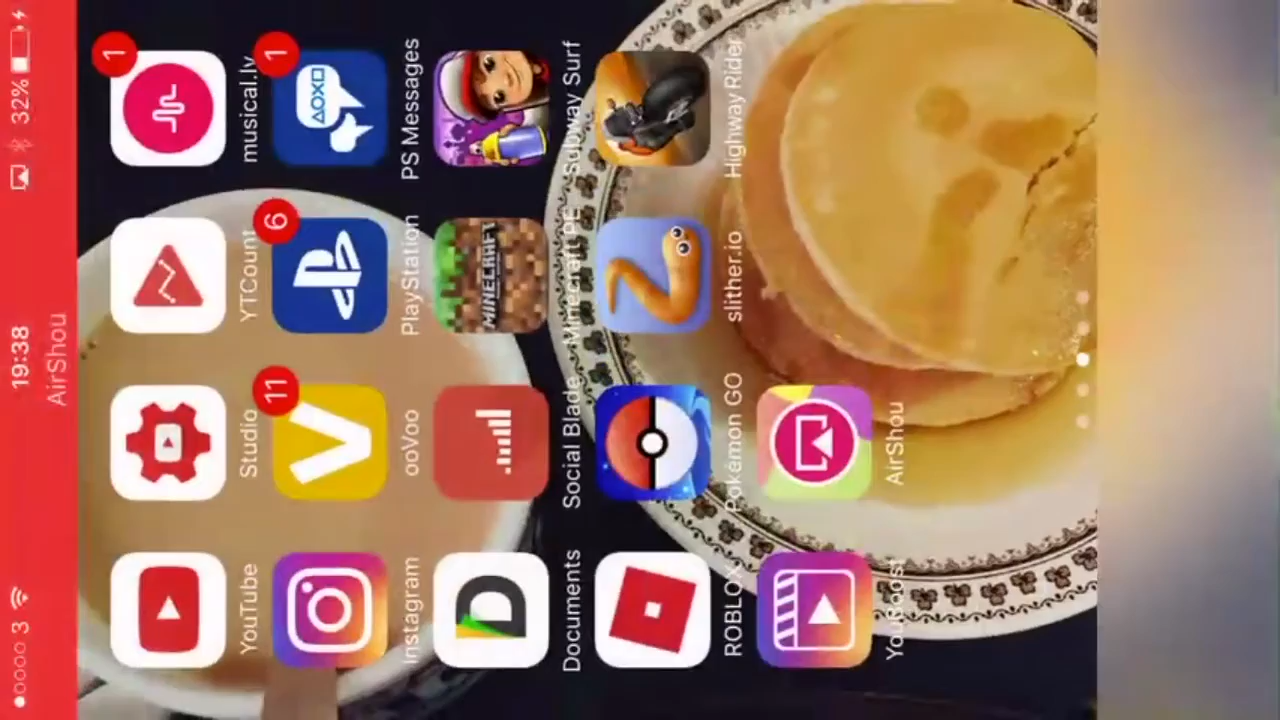 3 19:38 32%
AirShou
1 1 6 11
YouTube Studio YTCount musical.ly
Instagram ooVoo PlayStation PS Messages
MINECRAFT
Documents Social Blade Minecraft PE Subway Surf
ROBLOX Pokémon GO slither.io Highway Rider
YouBoost AirShou